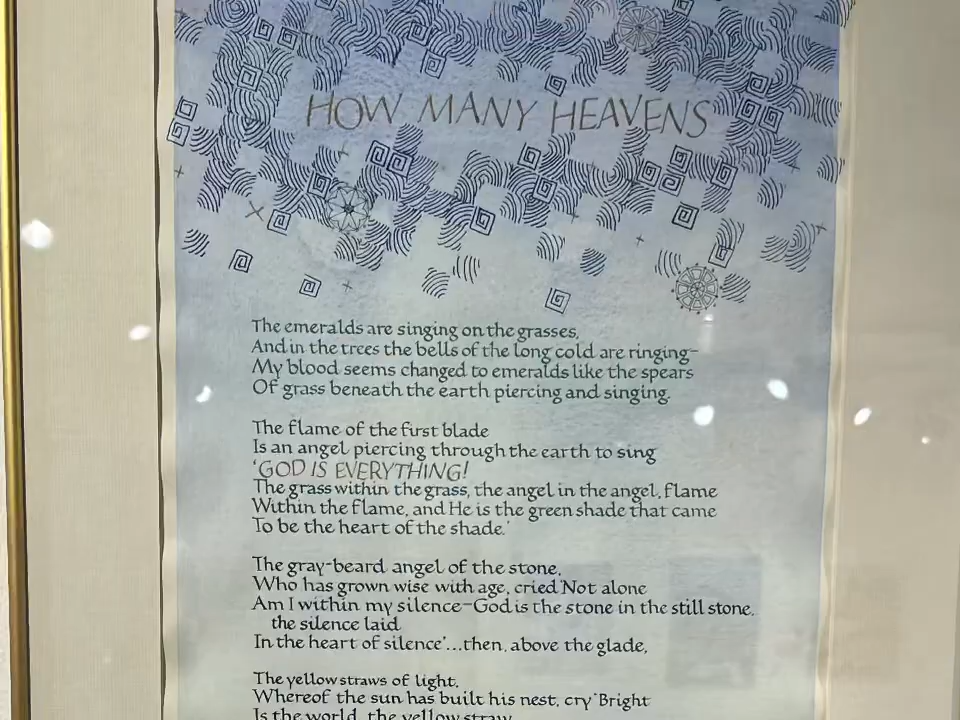 HOW MANY HEAVENS
The emeralds are singing on the grasses,
And in the trees the bells of the long cold are ringing–
My blood seems changed to emeralds like the spears
Of grass beneath the earth piercing and singing.
The flame of the first blade
Is an angel piercing through the earth to sing
'GOD IS EVERYTHING!
The grass within the grass, the angel in the angel, flame
Within the flame, and He is the green shade that came
To be the heart of the shade.'
The gray-beard angel of the stone,
Who has grown wise with age, cried 'Not alone
Am I within my silence–God is the stone in the still stone,
the silence laid
In the heart of silence'...then, above the glade,
The yellow straws of light,
Whereof the sun has built his nest, cry 'Bright
Is the world, the yellow straw